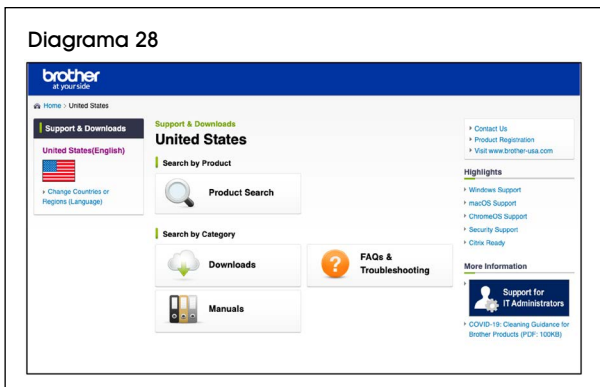 Diagrama 28
brother
at your side
Home > United States
Support & Downloads
United States(English)
Change Countries or
Regions (Language)
Support & Downloads
United States
Search by Product
Product Search
Search by Category
Downloads
FAQs &
Troubleshooting
Manuals
Contact Us
Product Registration
Visit www.brother-usa.com
Highlights
Windows Support
macOS Support
ChromeOS Support
Security Support
Citrix Ready
More Information
Support for
IT Administrators
COVID-19: Cleaning Guidance for
Brother Products (PDF: 100KB)